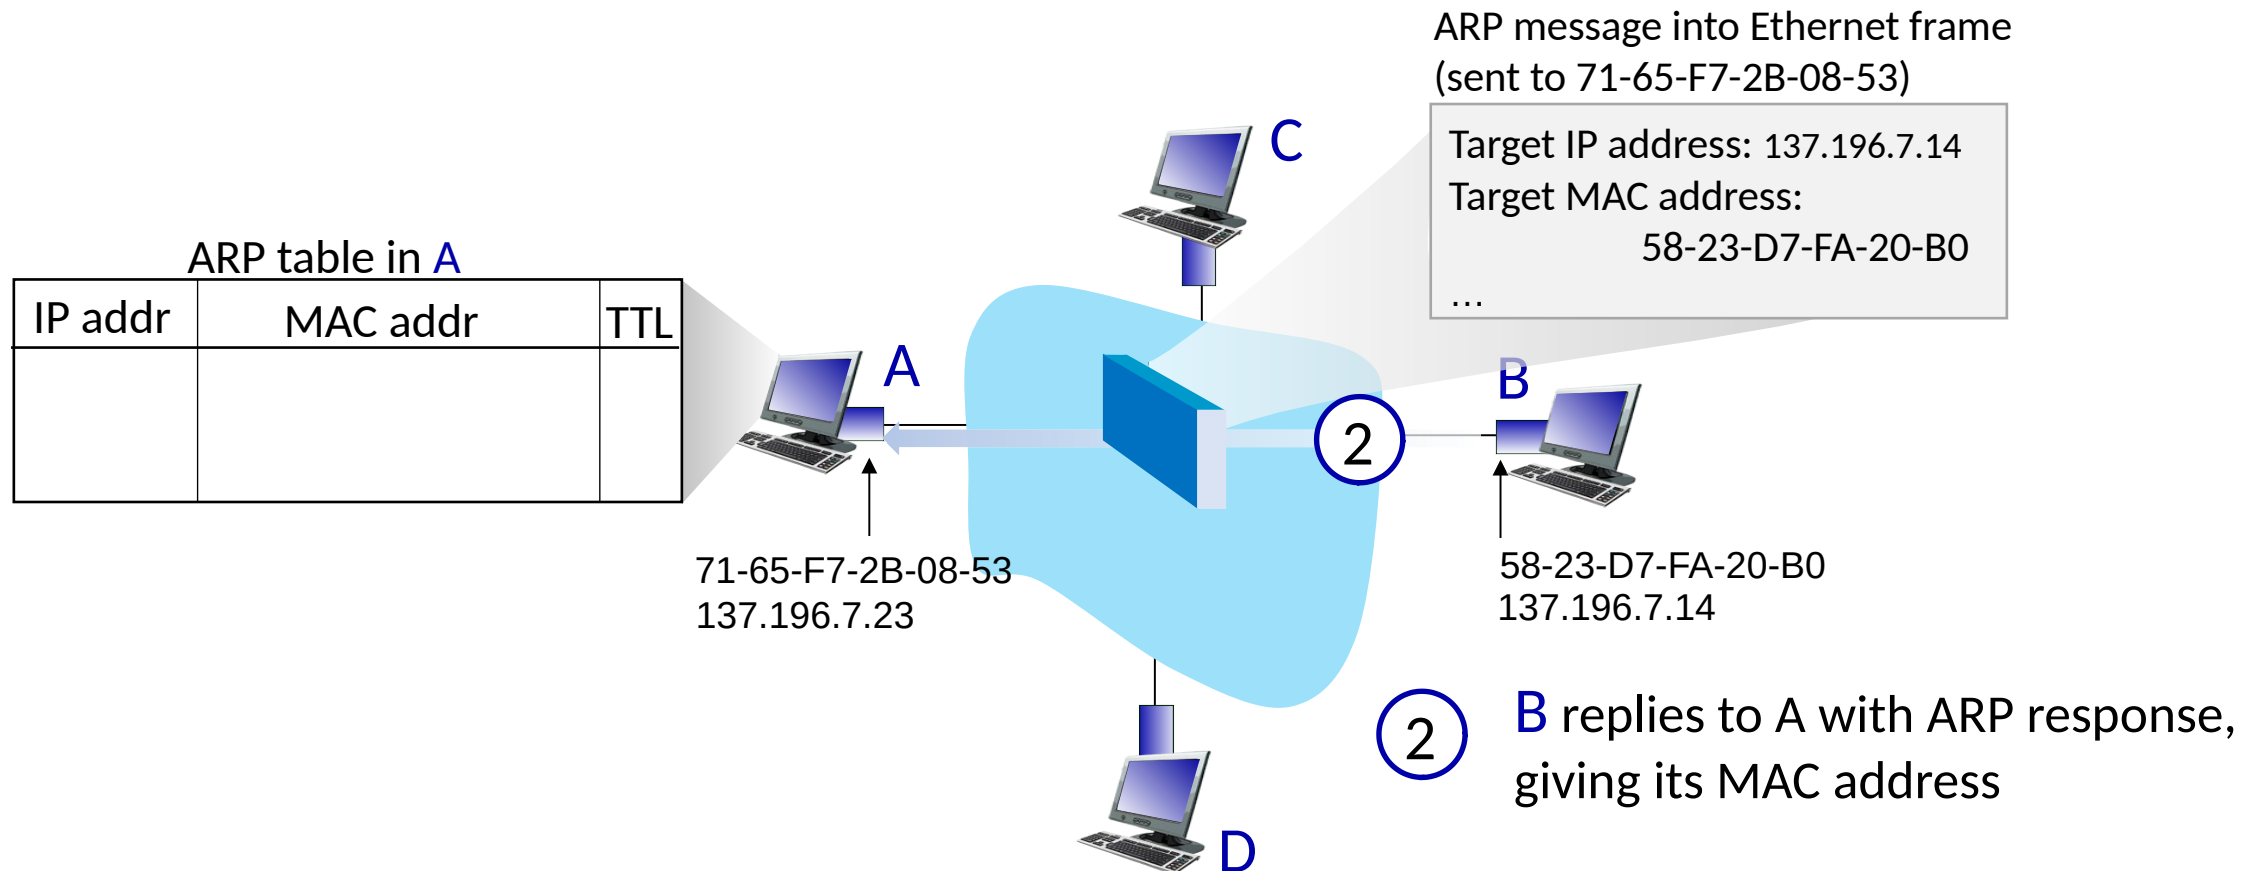 ARP message into Ethernet frame
(sent to 71-65-F7-2B-08-53)
Target IP address: 137.196.7.14
Target MAC address:
58-23-D7-FA-20-B0
...
C
ARP table in A
IP addr MAC addr TTL
A
B
2
71-65-F7-2B-08-53
137.196.7.23
58-23-D7-FA-20-B0
137.196.7.14
2 B replies to A with ARP response,
giving its MAC address
D